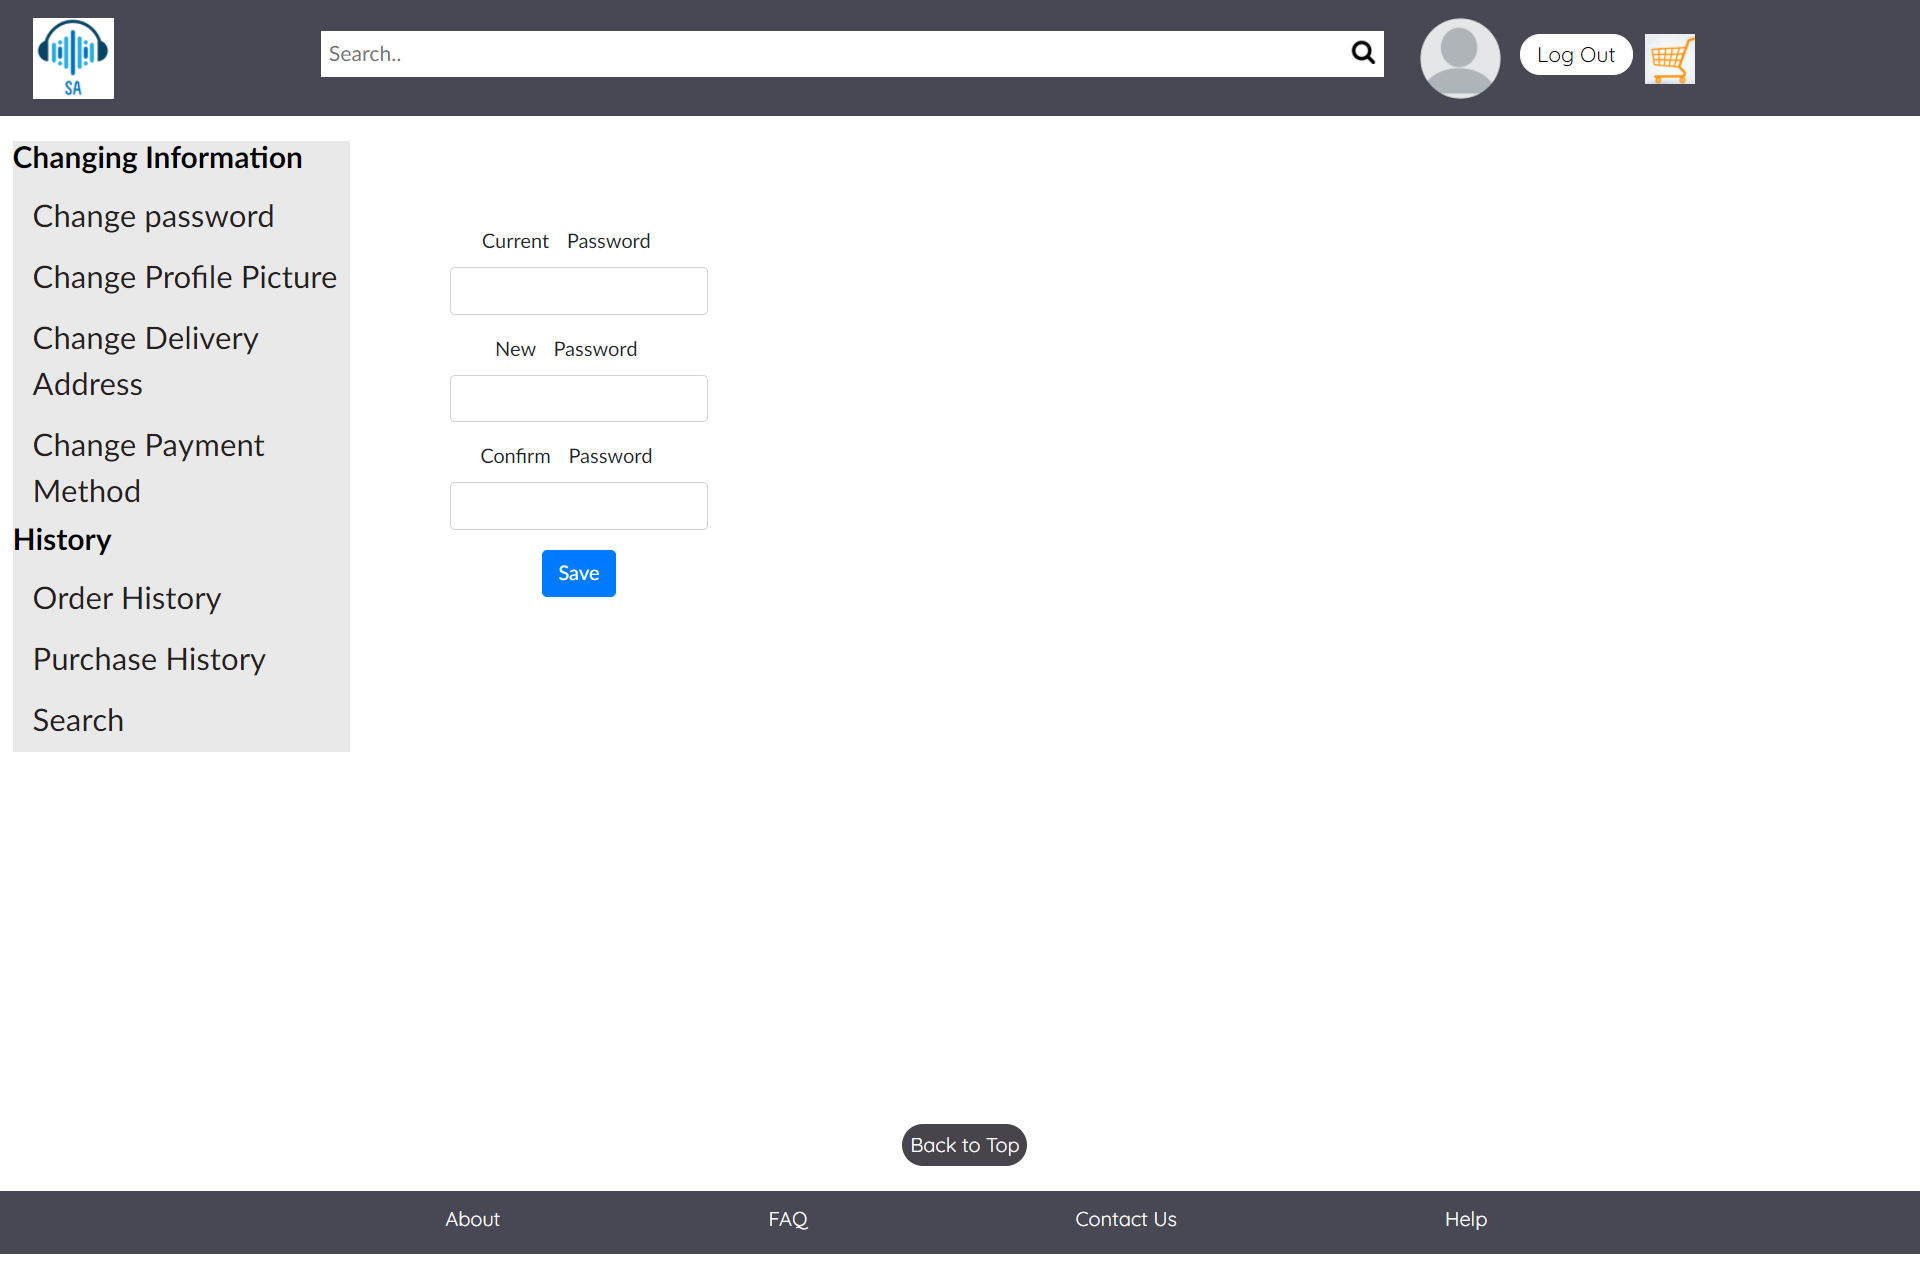 SA
Search..
Log Out
Changing Information
Change password
Change Profile Picture
Change Delivery
Address
Change Payment
Method
History
Order History
Purchase History
Search
Current Password
New Password
Confirm Password
Save
Back to Top
About
FAQ
Contact Us
Help